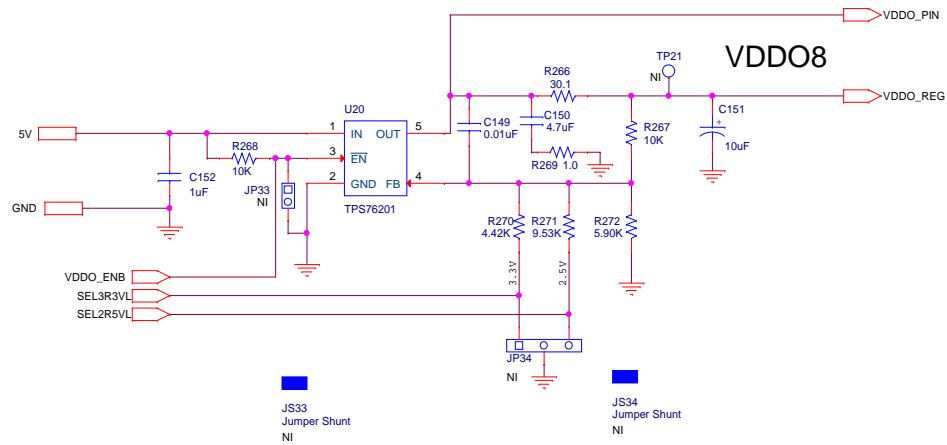 VDDO_PIN
VDDO8
TP21
NI
R266
30.1
VDDO_REG
U20
C149
0.01uF
C150
4.7uF
R267
10K
C151
+
10uF
5V
1
IN
OUT
5
R268
10K
3
EN
R269 1.0
C152
1uF
JP33
NI
2
GND
FB
4
TPS76201
GND
R270
4.42K
R271
9.53K
R272
5.90K
VDDO_ENB
3.3V
2.5V
SEL3R3VL
SEL2R5VL
JP34
NI
JS33
Jumper Shunt
NI
JS34
Jumper Shunt
NI